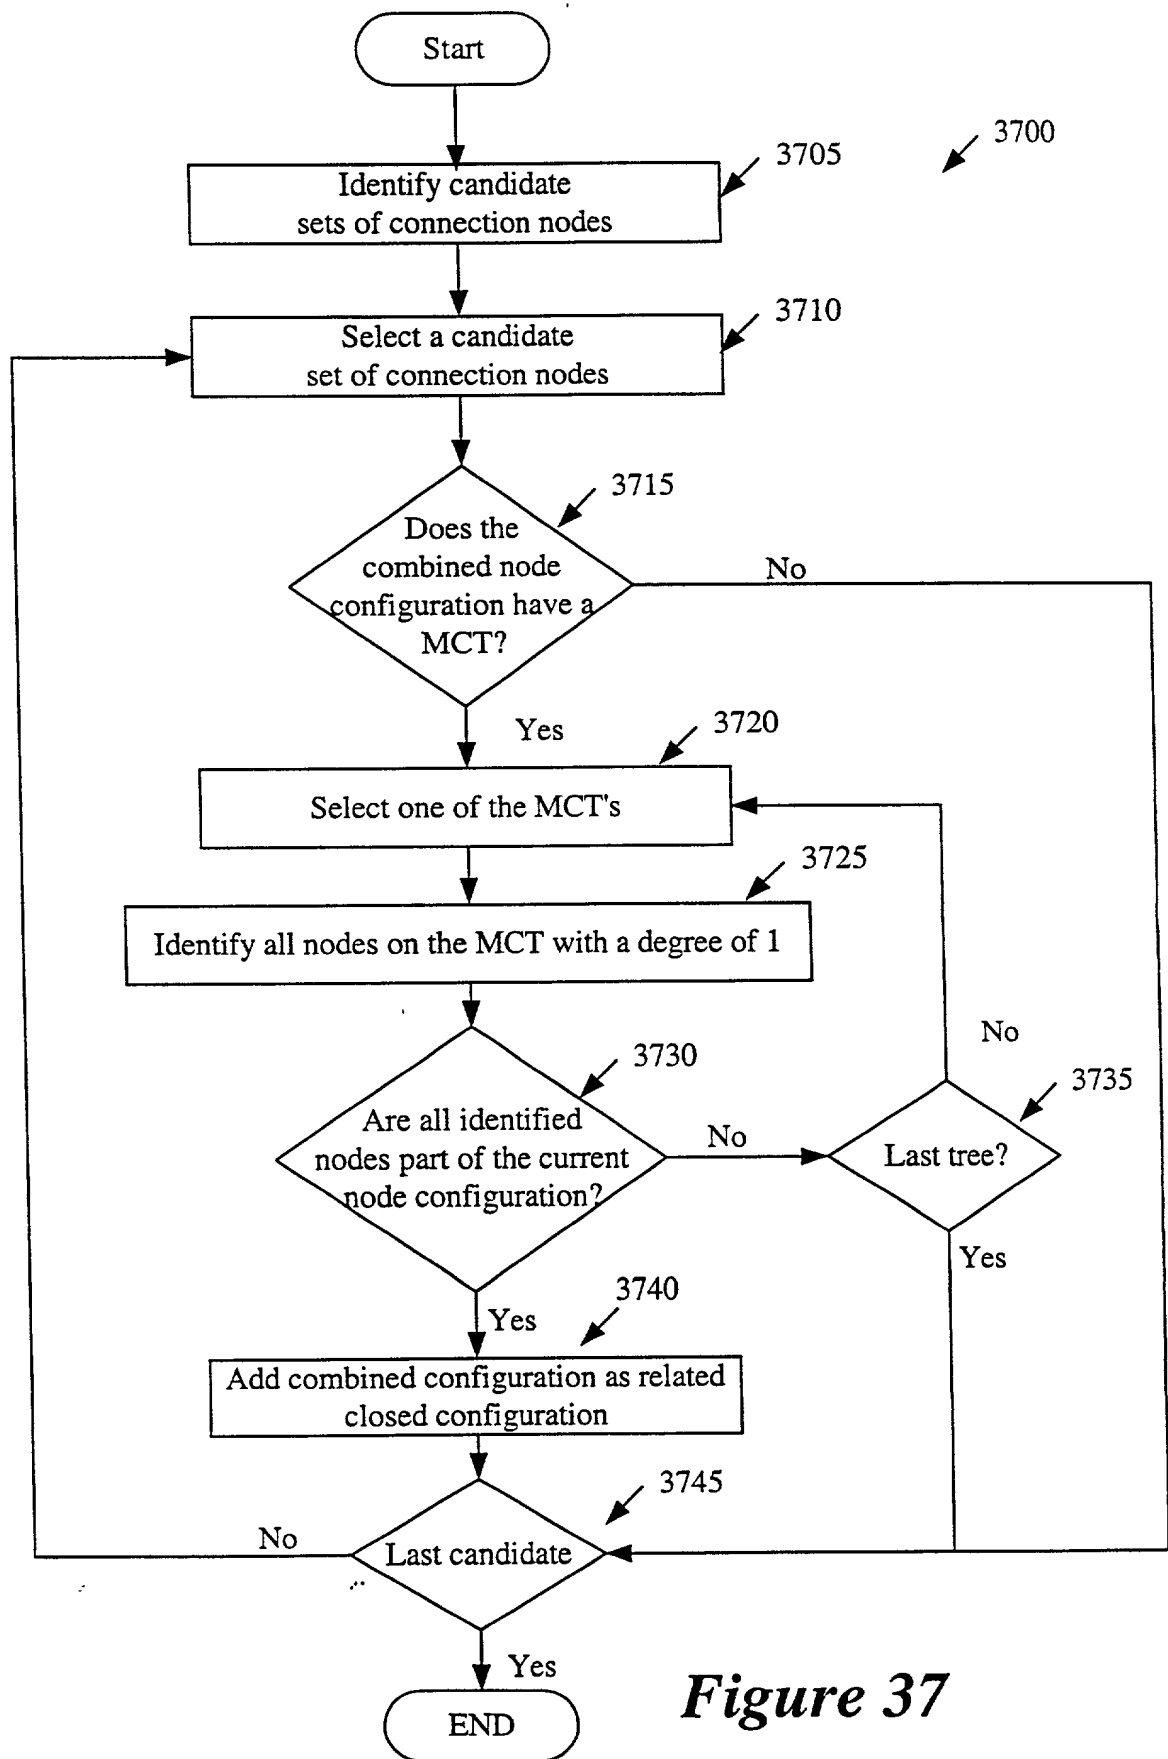 Start
3700
3705
Identify candidate
sets of connection nodes
3710
Select a candidate
set of connection nodes
3715
Does the
combined node
configuration have a
MCT?
No
Yes
3720
Select one of the MCT's
3725
Identify all nodes on the MCT with a degree of 1
No
3730
3735
Are all identified
nodes part of the current
node configuration?
No
Last tree?
Yes
3740
Yes
Add combined configuration as related
closed configuration
3745
No
Last candidate
Yes
END
Figure 37